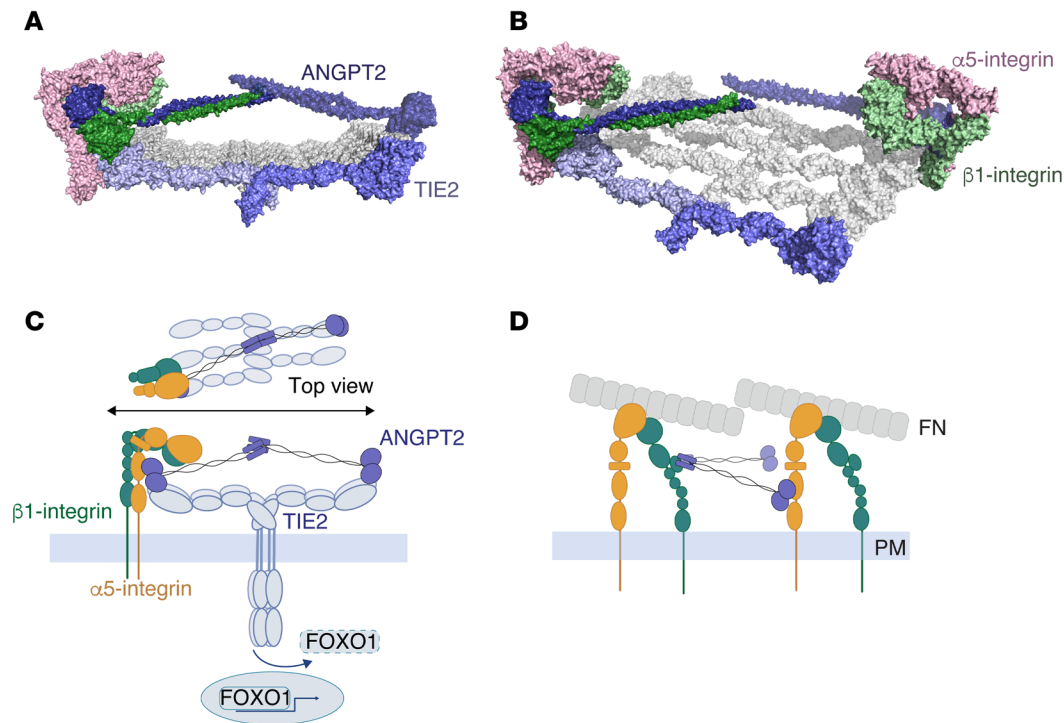 A
ANGPT2
TIE2
B
α5-integrin
β1-integrin
C
Top view
ANGPT2
β1-integrin
TIE2
α5-integrin
FOXO1
FOXO1
D
FN
PM